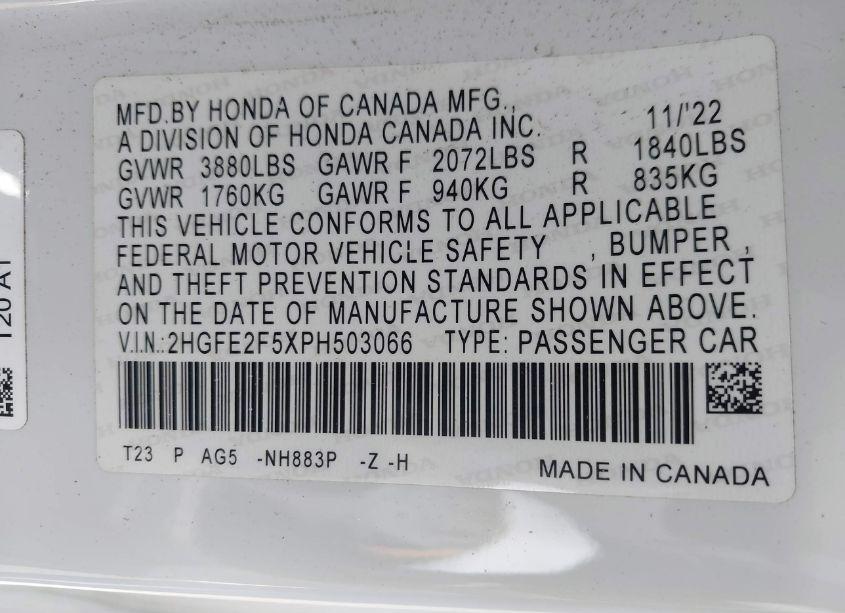 MFD.BY HONDA OF CANADA MFG., 11/'22
A DIVISION OF HONDA CANADA INC.
GVWR 3880LBS GAWR F 2072LBS R 1840LBS
GVWR 1760KG GAWR F 940KG R 835KG
THIS VEHICLE CONFORMS TO ALL APPLICABLE
FEDERAL MOTOR VEHICLE SAFETY , BUMPER ,
AND THEFT PREVENTION STANDARDS IN EFFECT
ON THE DATE OF MANUFACTURE SHOWN ABOVE.
V.I.N.:2HGFE2F5XPH503066 TYPE: PASSENGER CAR
T23 P AG5 -NH883P -Z -H
MADE IN CANADA